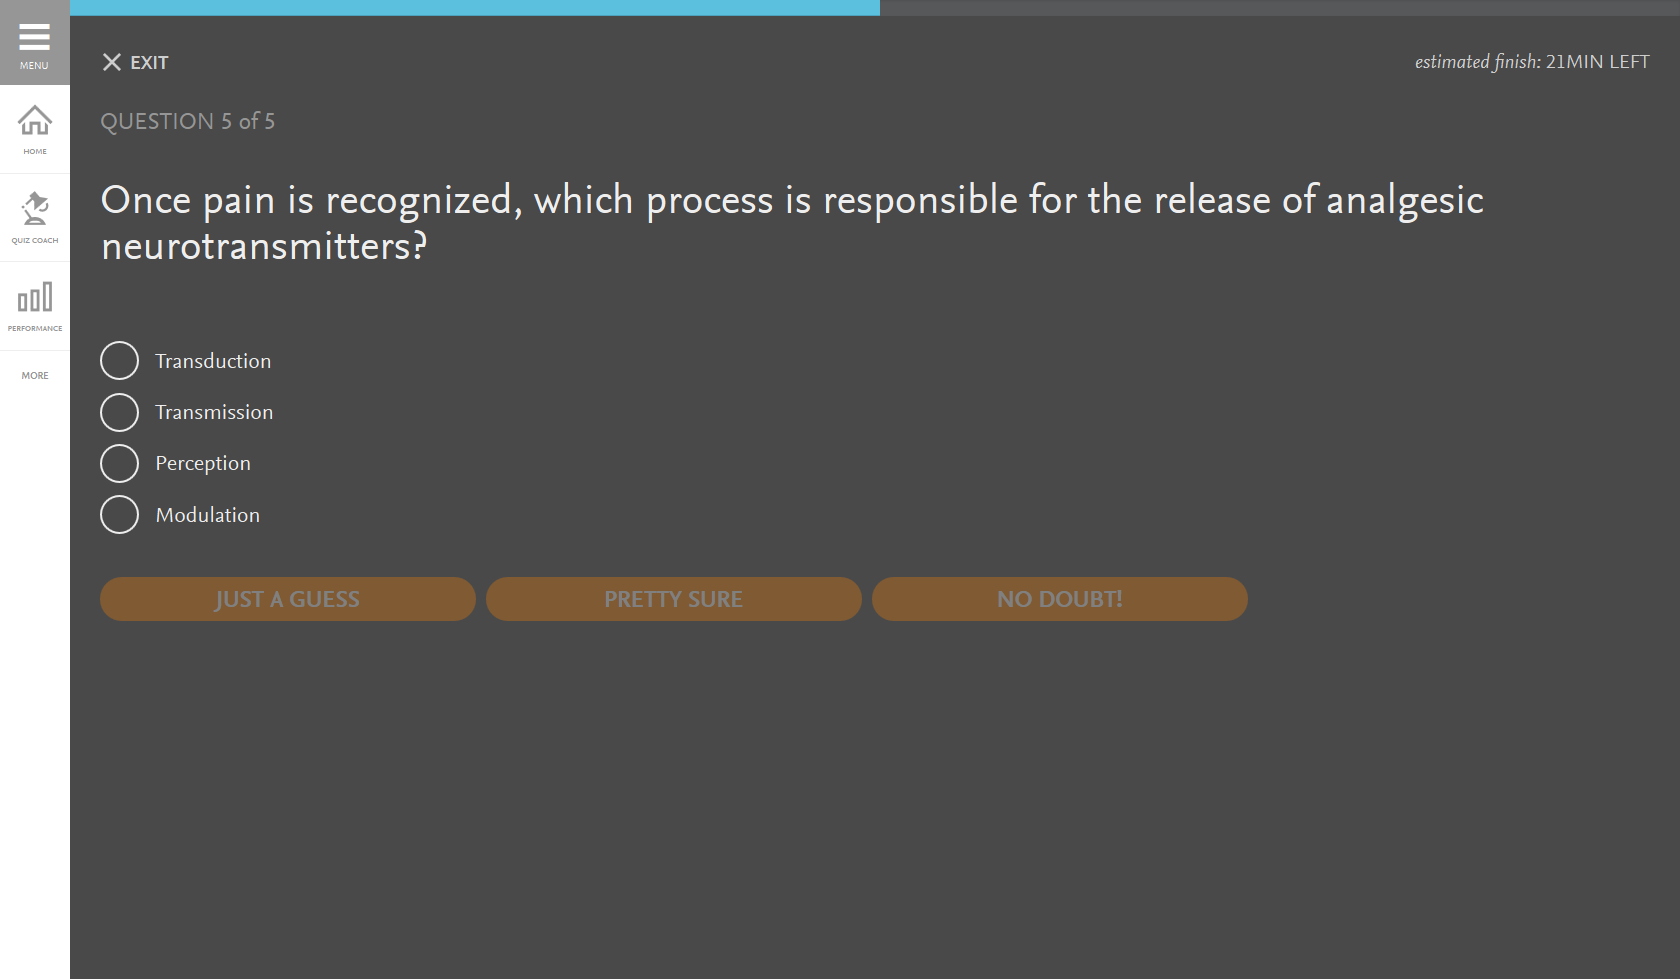 MENU
HOME
QUIZ COACH
PERFORMANCE
MORE
EXIT
estimated finish: 21MIN LEFT
QUESTION 5 of 5
Once pain is recognized, which process is responsible for the release of analgesic
neurotransmitters?
Transduction
Transmission
Perception
Modulation
JUST A GUESS
PRETTY SURE
NO DOUBT!